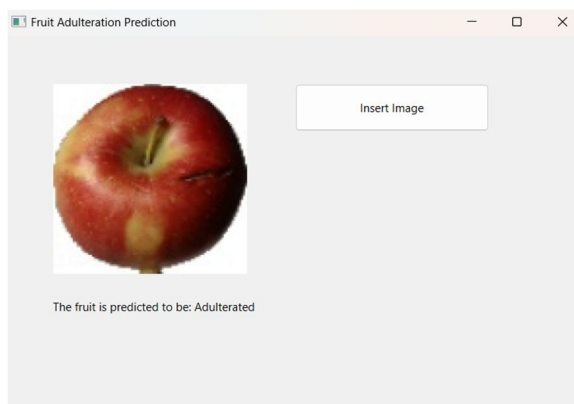 Fruit Adulteration Prediction
Insert Image
The fruit is predicted to be: Adulterated